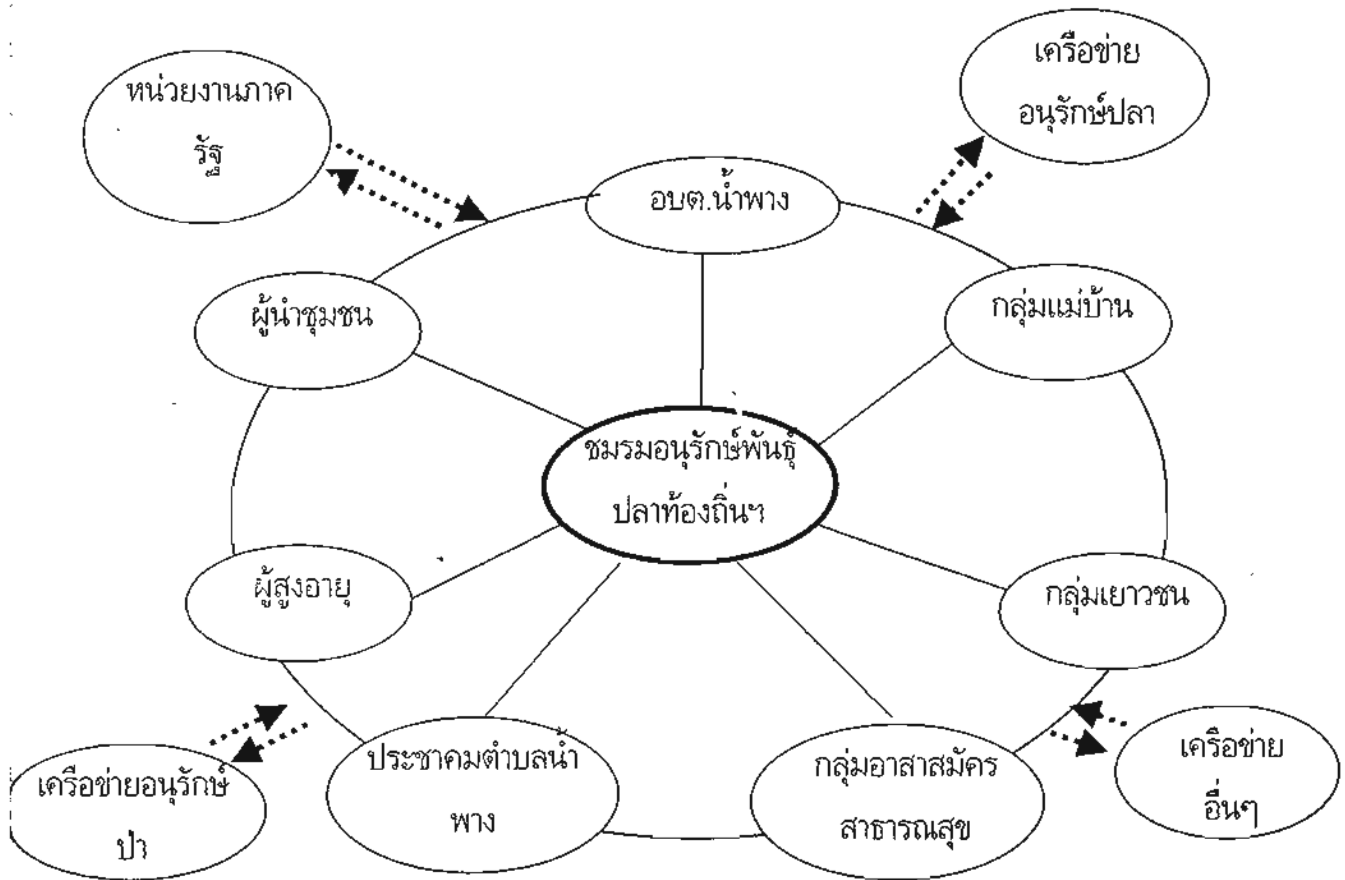 เครือข่าย
อนุรักษ์ปลา
หน่วยงานภาค
รัฐ
อบต.น้ำพาง
ผู้นำชุมชน
กลุ่มแม่บ้าน
ชมรมอนุรักษ์พันธุ์
ปลาท้องถิ่นฯ
ผู้สูงอายุ
กลุ่มเยาวชน
ประชาคมตำบลน้ำ
พาง
กลุ่มอาสาสมัคร
สาธารณสุข
เครือข่าย
อื่นๆ
เครือข่ายอนุรักษ์
ป่า